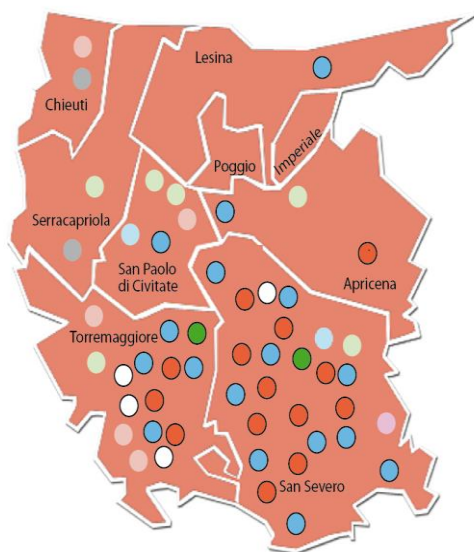 Lesina
Chieuti
Poggio
Imperiale
Serracapriola
San Paolo
di Civitate
Apricena
Torremaggiore
San Severo